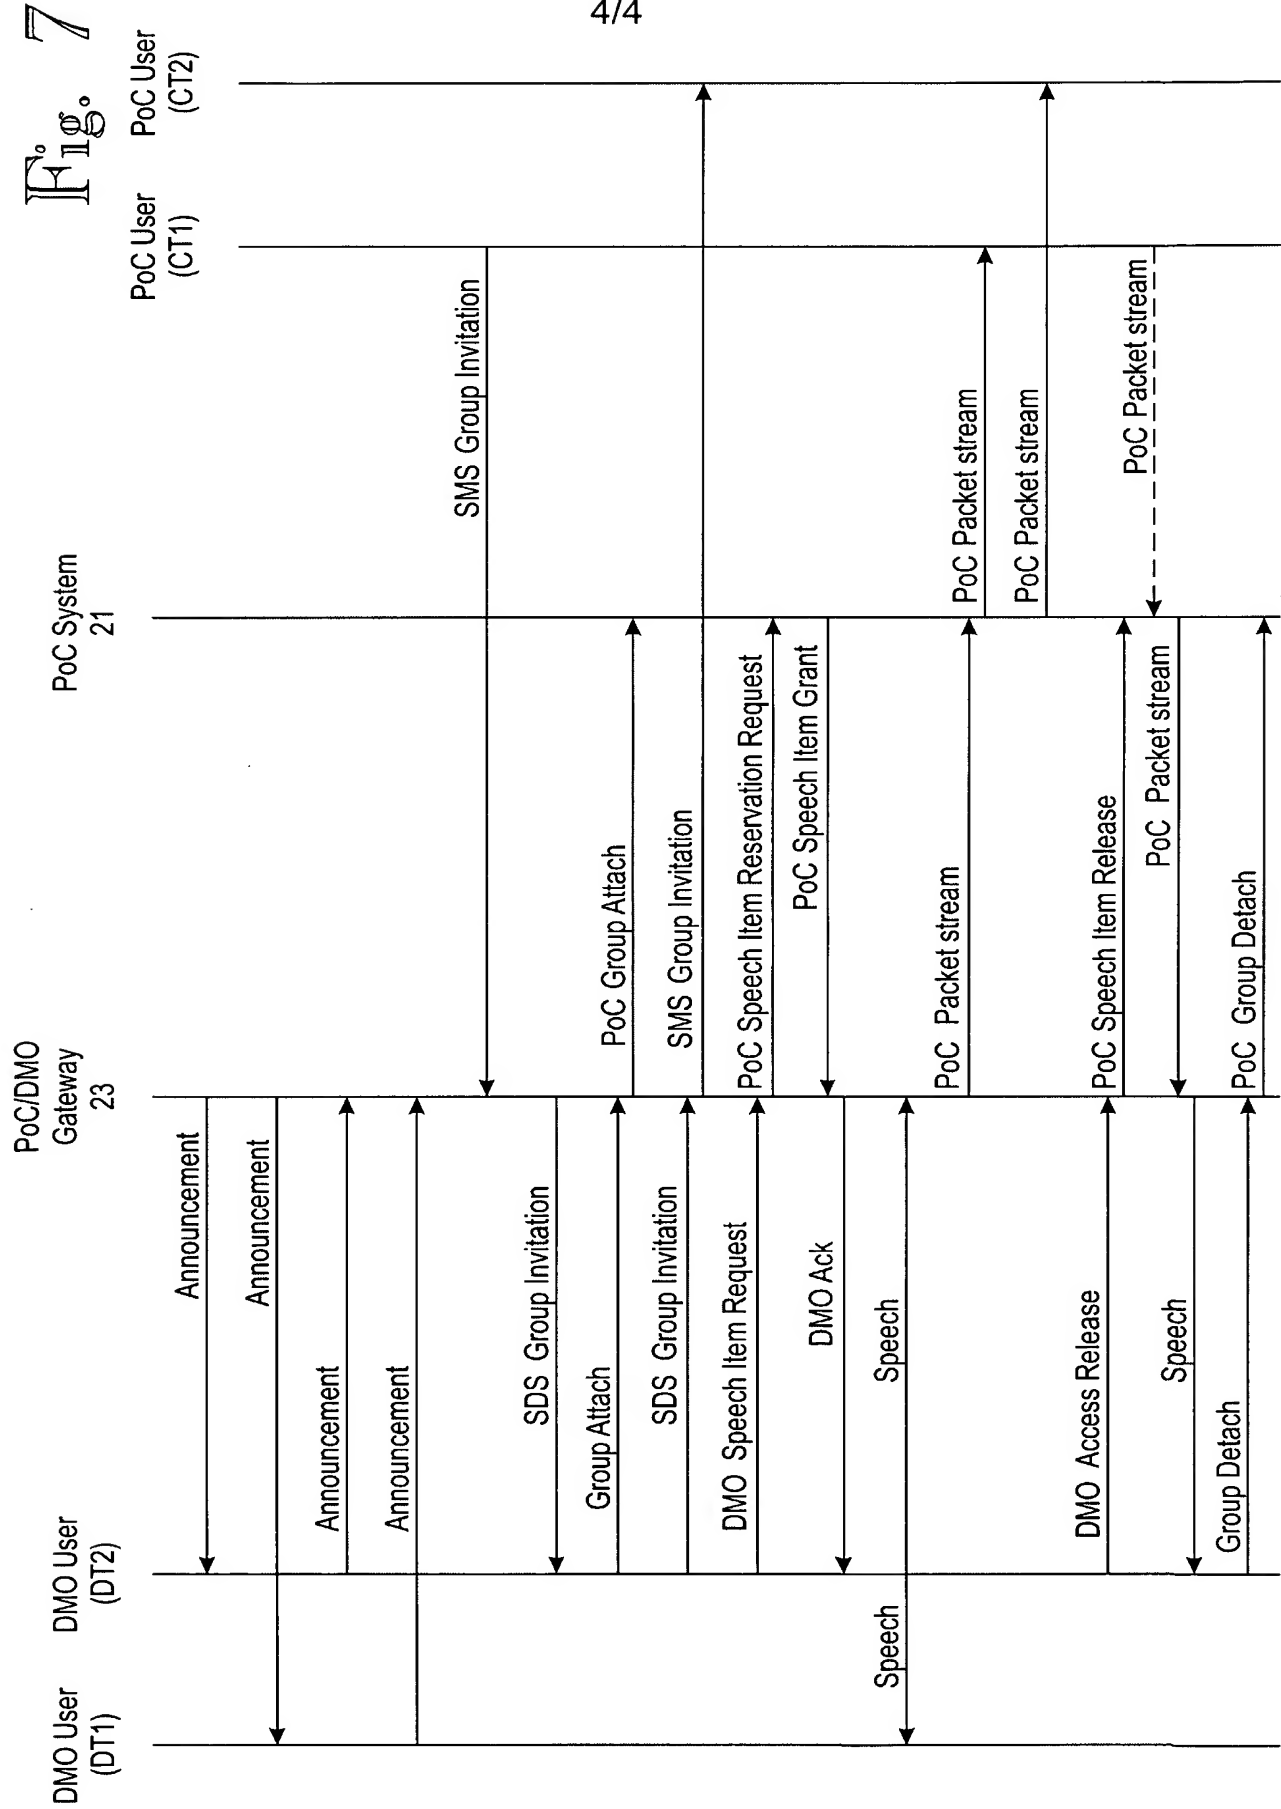 4/4
Fig. 7
DMO User
(DT1)
DMO User
(DT2)
PoC/DMO
Gateway
23
PoC System
21
PoC User
(CT1)
PoC User
(CT2)
Announcement
Announcement
Announcement
Announcement
SMS Group Invitation
SDS Group Invitation
Group Attach
PoC Group Attach
SDS Group Invitation
SMS Group Invitation
DMO Speech Item Request
PoC Speech Item Reservation Request
PoC Speech Item Grant
DMO Ack
Speech
Speech
PoC Packet stream
PoC Packet stream
PoC Packet stream
DMO Access Release
PoC Speech Item Release
PoC Packet stream
PoC Packet stream
Speech
Group Detach
PoC Group Detach